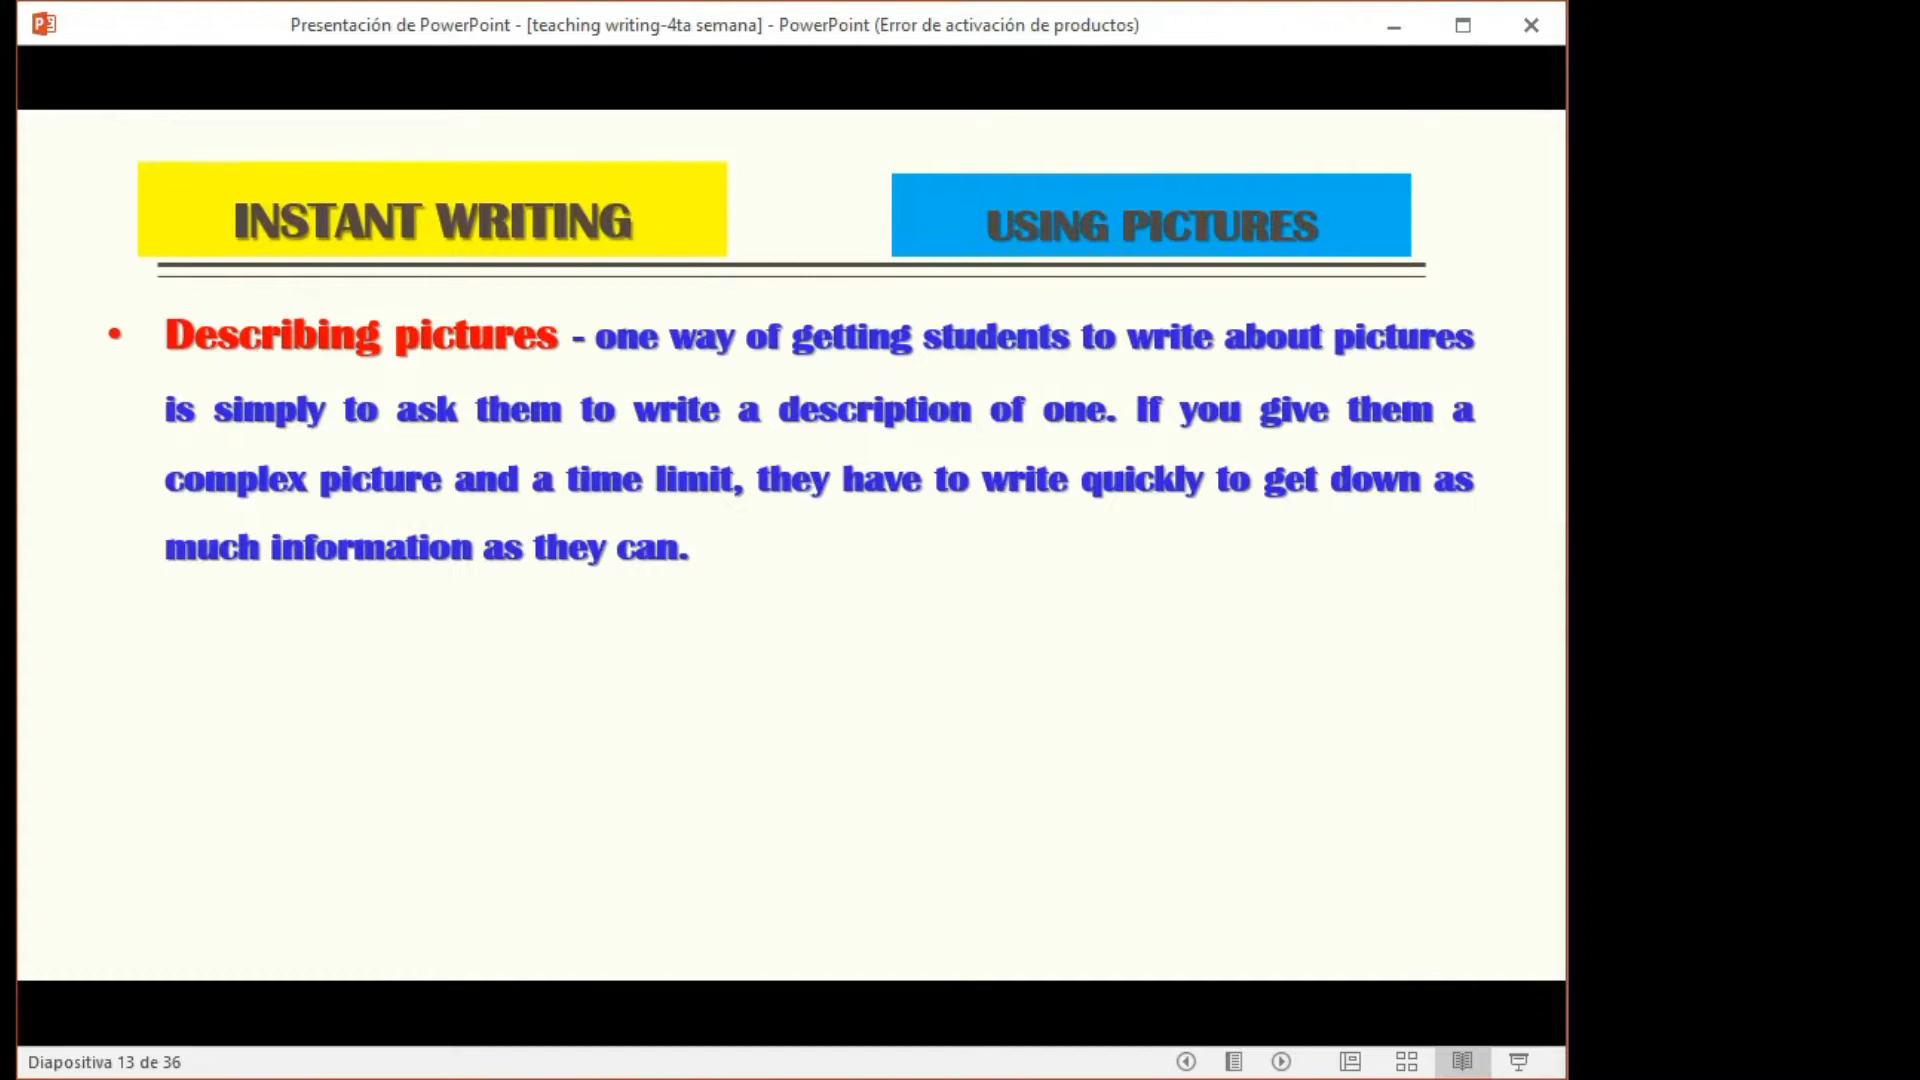 Presentación de PowerPoint - [teaching writing-4ta semana] - PowerPoint (Error de activación de productos)
INSTANT WRITING
USING PICTURES
• Describing pictures - one way of getting students to write about pictures
is simply to ask them to write a description of one. If you give them a
complex picture and a time limit, they have to write quickly to get down as
much information as they can.
Diapositiva 13 de 36